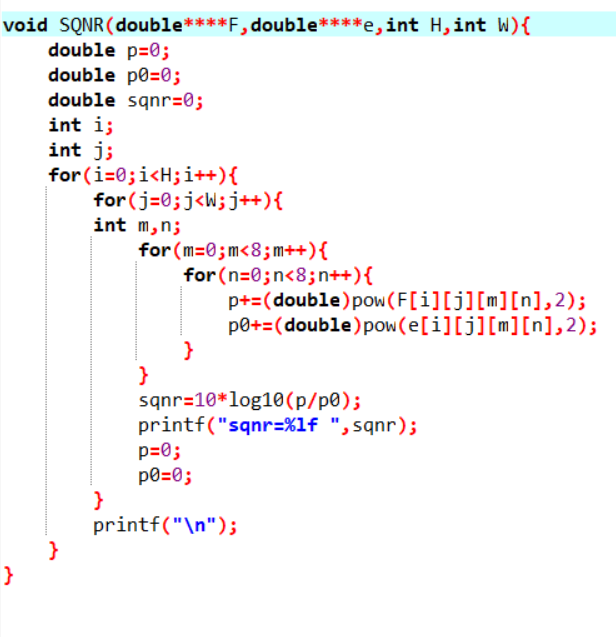 void SQNR(double****F,double****e,int H,int W){
    double p=0;
    double p0=0;
    double sqnr=0;
    int i;
    int j;
    for(i=0;i<H;i++){
        for(j=0;j<W;j++){
        int m,n;
            for(m=0;m<8;m++){
                for(n=0;n<8;n++){
                    p+=(double)pow(F[i][j][m][n],2);
                    p0+=(double)pow(e[i][j][m][n],2);
                }
            }
            sqnr=10*log10(p/p0);
            printf("sqnr=%lf ",sqnr);
            p=0;
            p0=0;
        }
        printf("\n");
    }
}